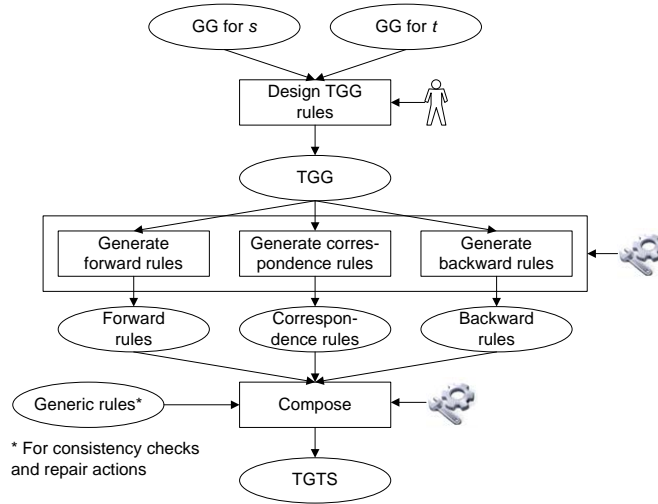 GG for s
GG for t
Design TGG
rules
TGG
Generate
forward rules
Generate corres-
pondence rules
Generate
backward rules
Forward
rules
Correspon-
dence rules
Backward
rules
Generic rules*
Compose
* For consistency checks
and repair actions
TGTS